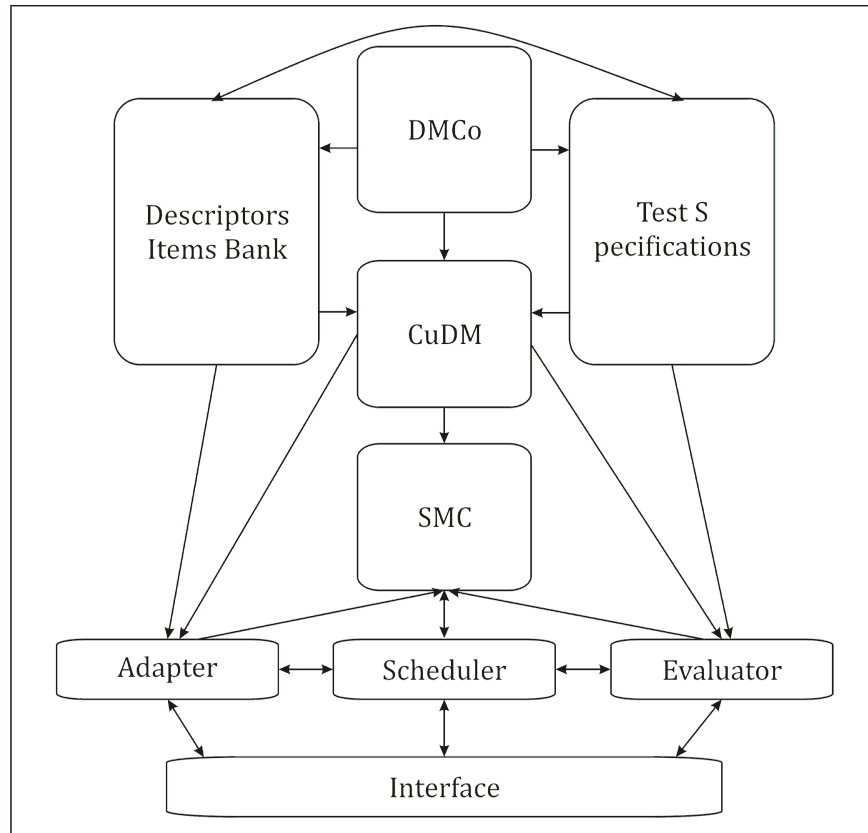 DMCo
Descriptors
Items Bank
Test S
pecifications
CuDM
SMC
Adapter
Scheduler
Evaluator
Interface